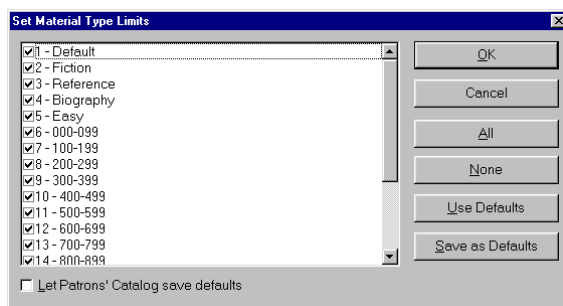 Set Material Type Limits
1 - Default
2 - Fiction
3 - Reference
4 - Biography
5 - Easy
6 - 000-099
7 - 100-199
8 - 200-299
9 - 300-399
10 - 400-499
11 - 500-599
12 - 600-699
13 - 700-799
14 - 800-899
OK
Cancel
All
None
Use Defaults
Save as Defaults
Let Patrons' Catalog save defaults